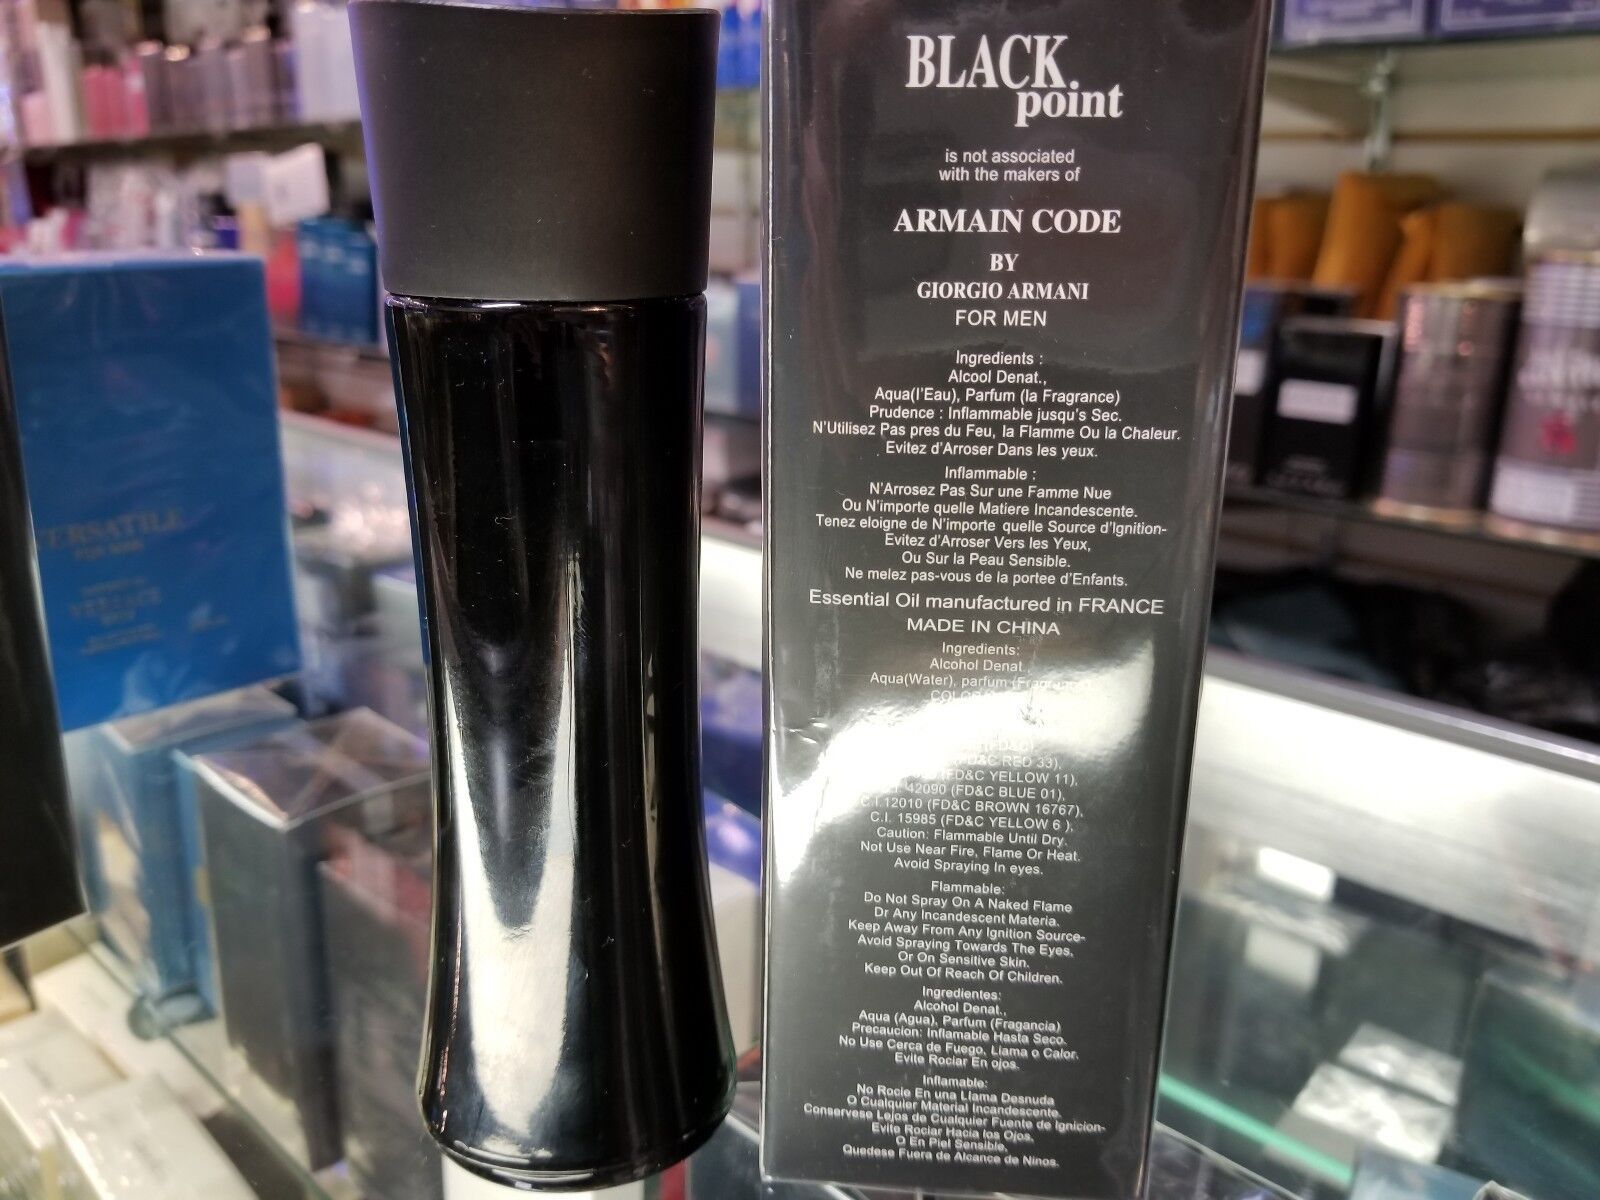 BLACK
point
is not associated
with the makers of
ARMAIN CODE
BY
GIORGIO ARMANI
FOR MEN
Ingredients :
Alcool Denat.,
Aqua(l'Eau), Parfum (la Fragrance)
Prudence : Inflammable jusqu's Sec.
N'Utilisez Pas pres du Feu, la Flamme Ou la Chaleur.
Evitez d'Arroser Dans les yeux.
Inflammable :
N'Arrosez Pas Sur une Famme Nue
Ou N'importe quelle Matiere Incandescente.
Tenez eloigne de N'importe quelle Source d'Ignition-
Evitez d'Arroser Vers les Yeux,
Ou Sur la Peau Sensible.
Ne melez pas-vous de la portee d'Enfants.
Essential Oil manufactured in FRANCE
MADE IN CHINA
Ingredients:
Alcohol Denat.,
Aqua(Water), parfum (Fragrance)
(FD&C)
(FD&C RED 33),
(FD&C YELLOW 11),
42090 (FD&C BLUE 01),
C.I.12010 (FD&C BROWN 16767),
C.I. 15985 (FD&C YELLOW 6 ),
Caution: Flammable Until Dry.
Not Use Near Fire, Flame Or Heat.
Avoid Spraying In eyes.
Flammable:
Do Not Spray On A Naked Flame
Dr Any Incandescent Materia.
Keep Away From Any Ignition Source-
Avoid Spraying Towards The Eyes,
Or On Sensitive Skin.
Keep Out Of Reach Of Children.
Ingredientes:
Alcohol Denat.,
Aqua (Agua), Parfum (Fragancia)
Precaucion: Inflamable Hasta Seco.
No Use Cerca de Fuego, Llama o Calor.
Evite Rociar En ojos.
Inflamable:
No Rocie En una Llama Desnuda
O Cualquier Material Incandescente.
Conservese Lejos de Cualquier Fuente de Ignicion-
Evite Rociar Hacia los Ojos,
O En Piel Sensible,
Quedese Fuera de Alcance de Ninos.
VERSATILE